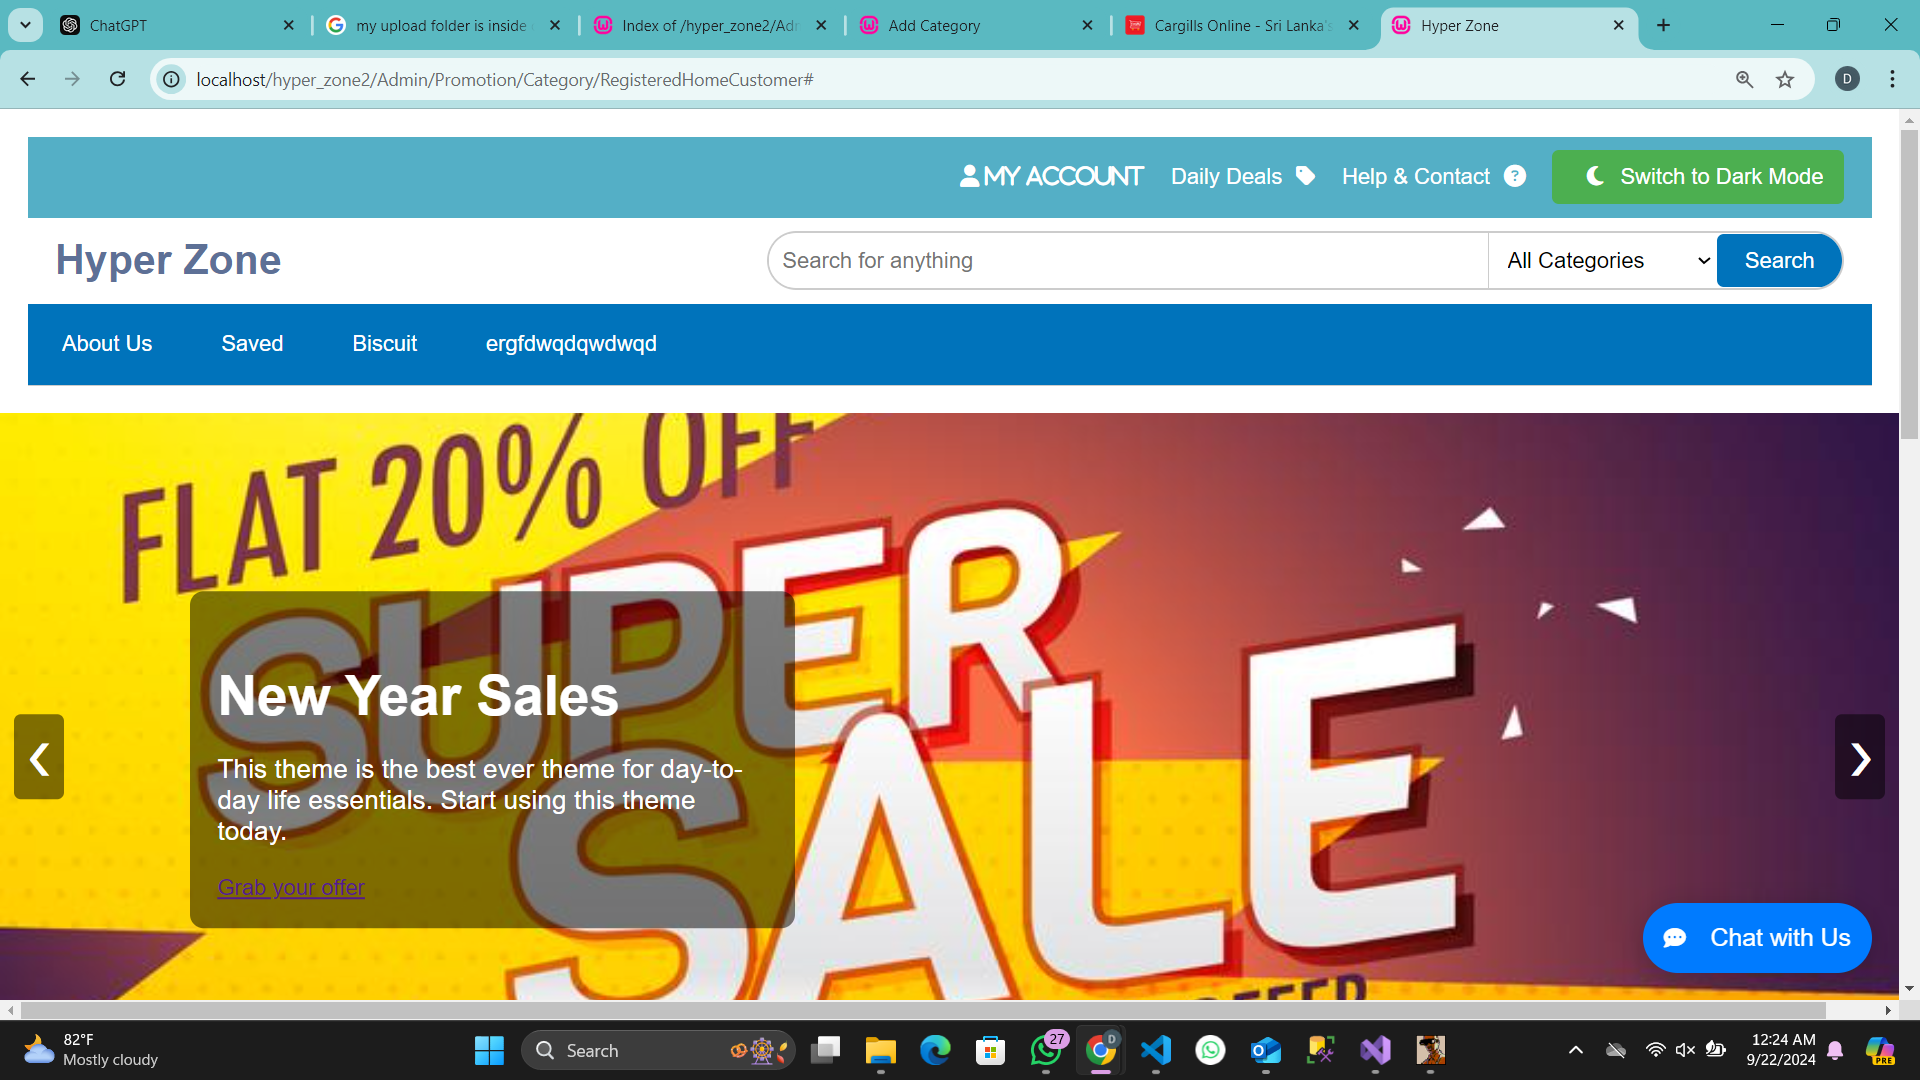 ChatGPT
my upload folder is inside
Index of /hyper_zone2/Adm
Add Category
Cargills Online - Sri Lanka's
Hyper Zone
localhost/hyper_zone2/Admin/Promotion/Category/RegisteredHomeCustomer#
D
MY ACCOUNT
Daily Deals
Help & Contact
?
Switch to Dark Mode
Hyper Zone
Search for anything
All Categories
Search
About Us
Saved
Biscuit
ergfdwqdqwdwqd
FLAT 20% OFF
SUPER
SALE
New Year Sales
This theme is the best ever theme for day-to-
day life essentials. Start using this theme
today.
Grab your offer
❮
❯
Chat with Us
82°F
Mostly cloudy
Search
27
D
12:24 AM
9/22/2024
PRE